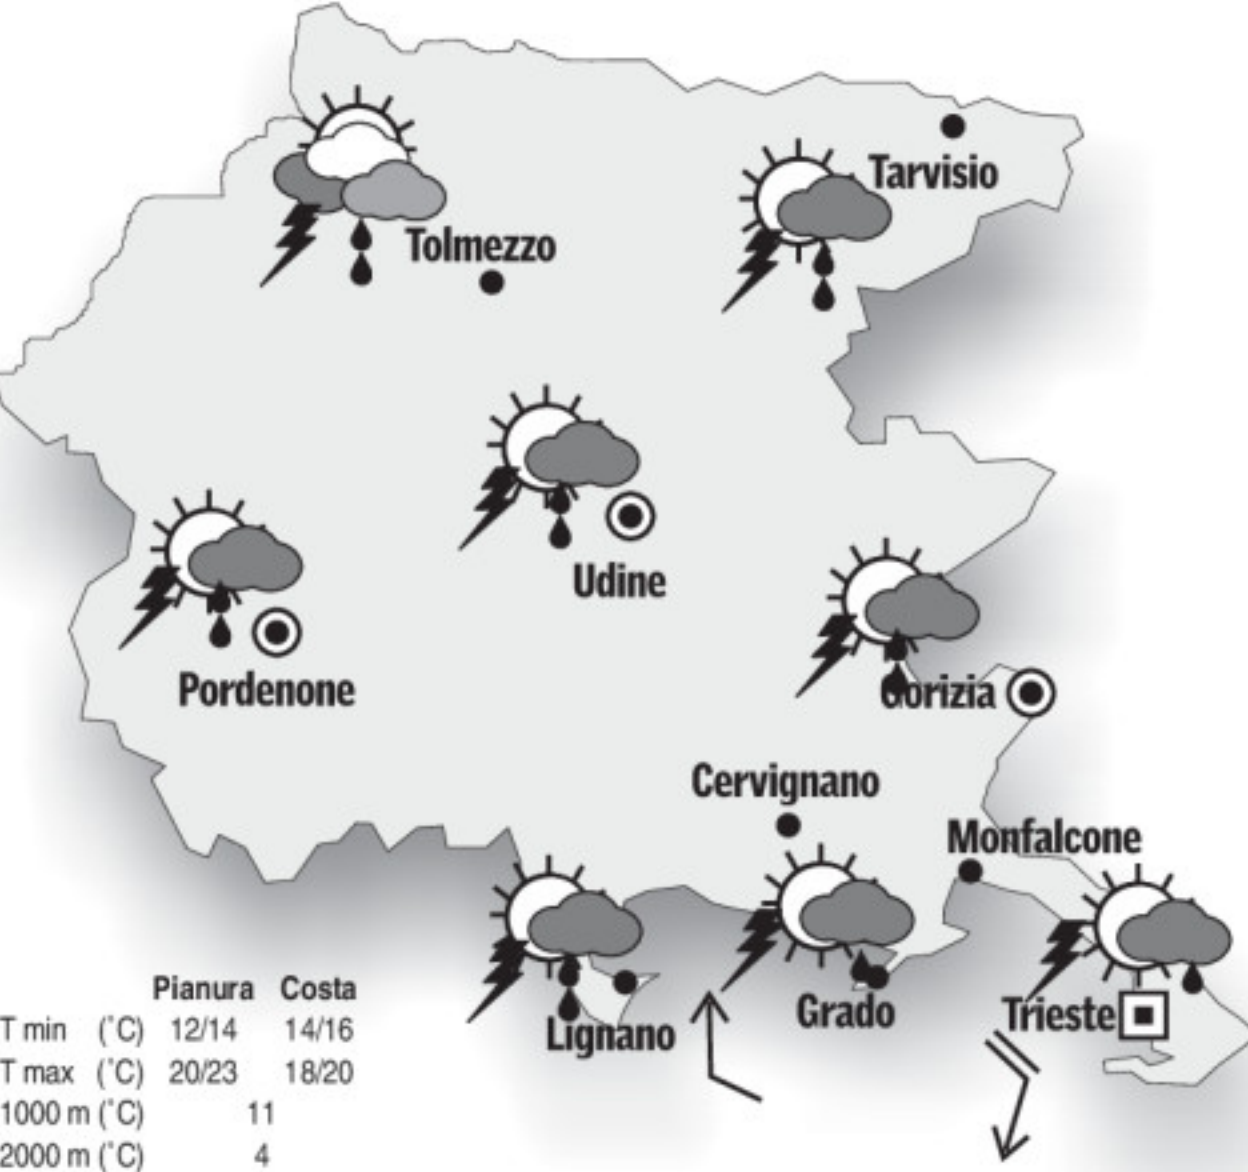 Tarvisio
Tolmezzo
Udine
Pordenone
Gorizia
Cervignano
Monfalcone
Grado
Trieste
Lignano
Pianura Costa
T min (°C) 12/14 14/16
T max (°C) 20/23 18/20
1000 m (°C) 11
2000 m (°C) 4